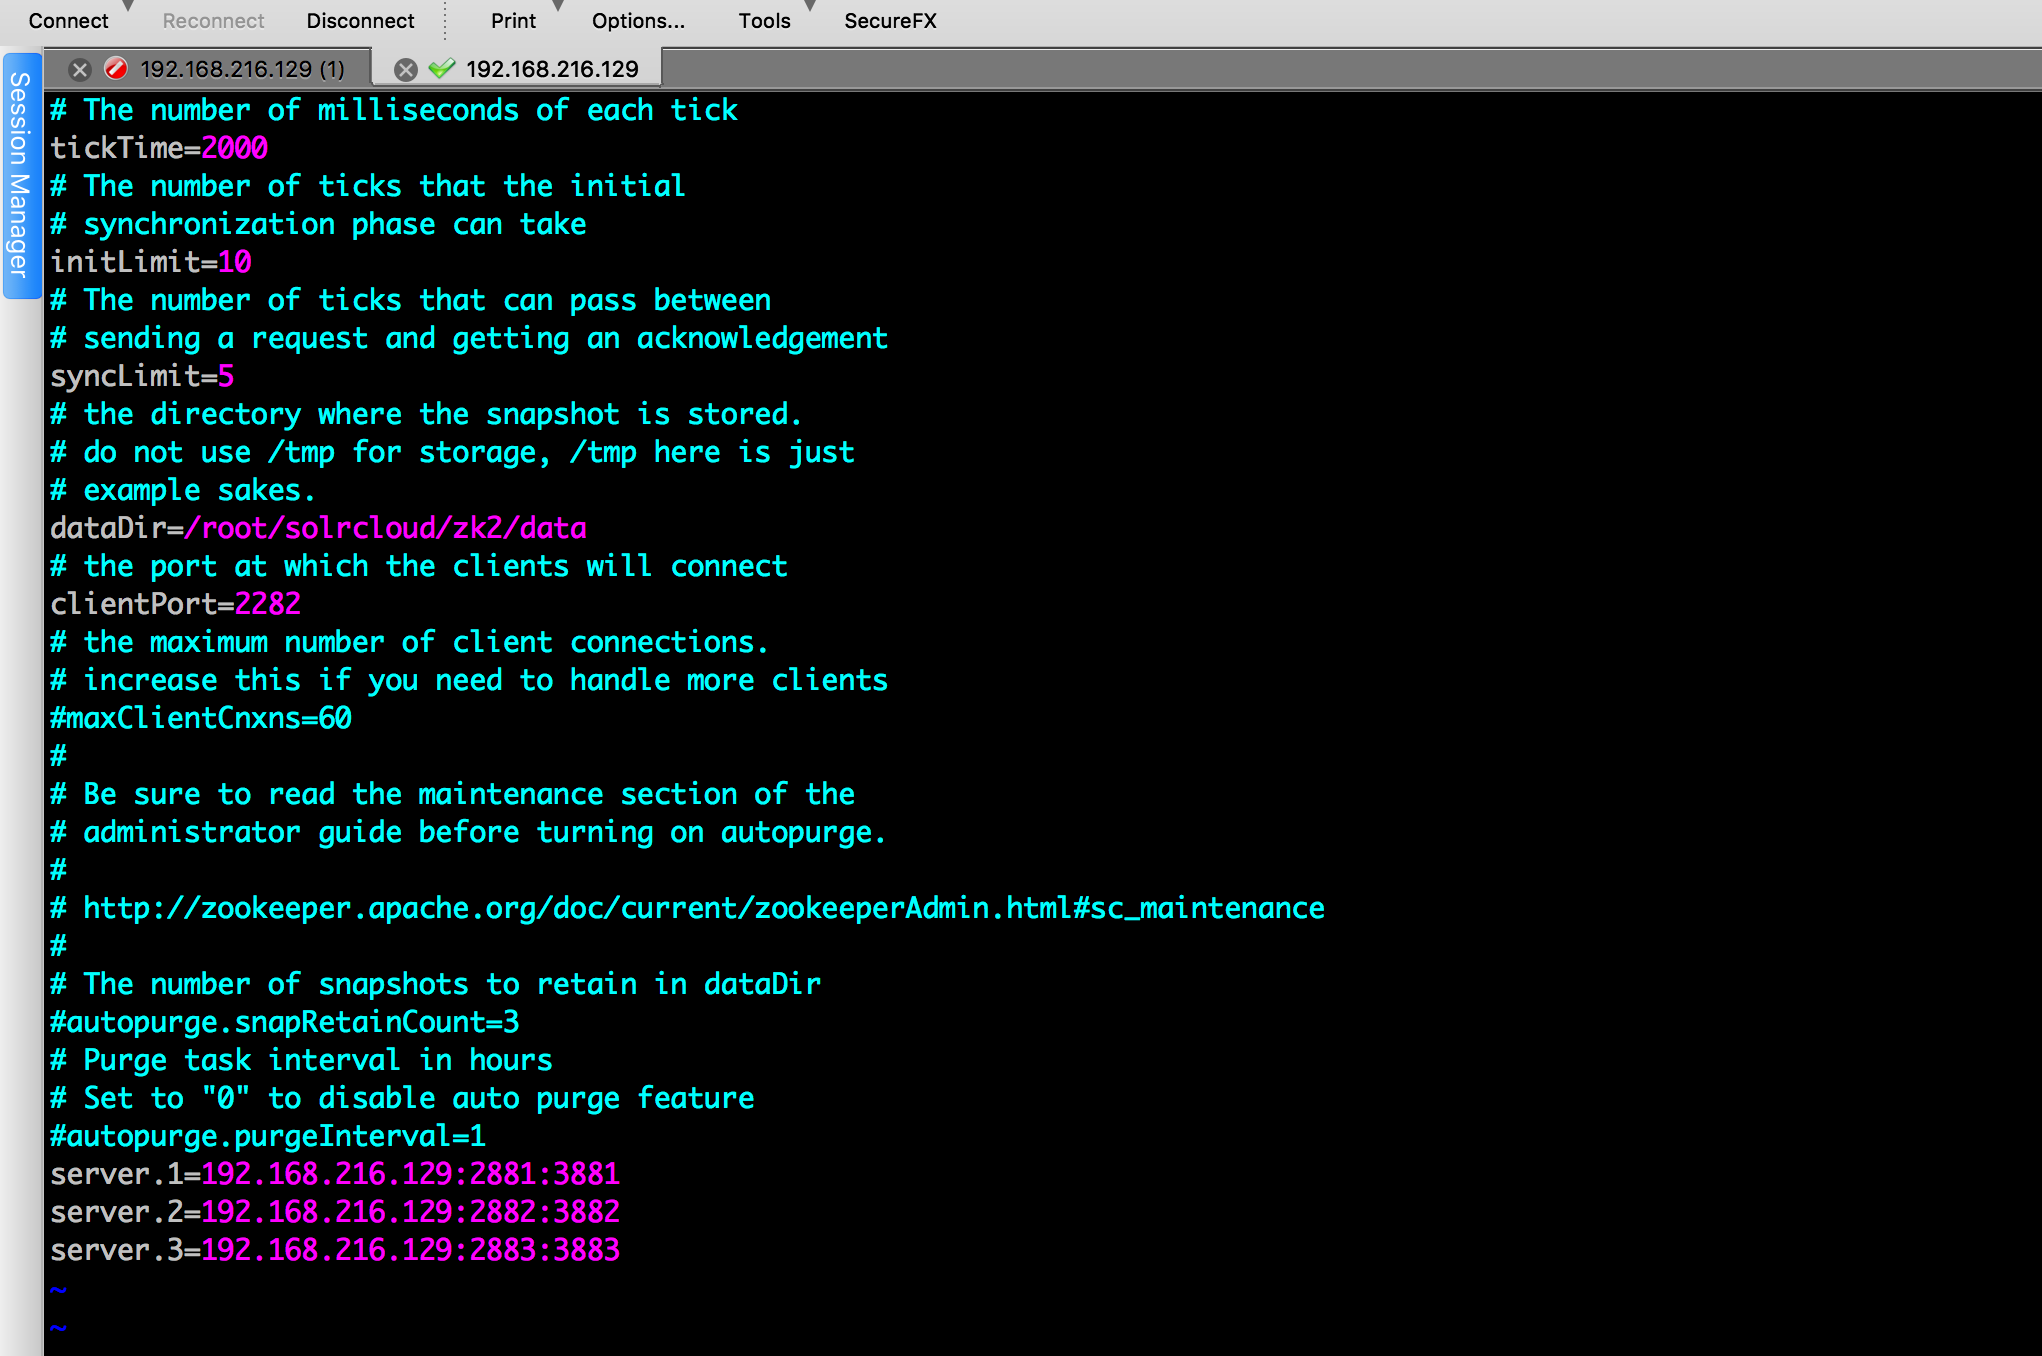 Connect Reconnect Disconnect Print Options... Tools SecureFX
192.168.216.129 (1) 192.168.216.129
Session Manager
# The number of milliseconds of each tick
tickTime=2000
# The number of ticks that the initial
# synchronization phase can take
initLimit=10
# The number of ticks that can pass between
# sending a request and getting an acknowledgement
syncLimit=5
# the directory where the snapshot is stored.
# do not use /tmp for storage, /tmp here is just
# example sakes.
dataDir=/root/solrcloud/zk2/data
# the port at which the clients will connect
clientPort=2282
# the maximum number of client connections.
# increase this if you need to handle more clients
#maxClientCnxns=60
#
# Be sure to read the maintenance section of the
# administrator guide before turning on autopurge.
#
# http://zookeeper.apache.org/doc/current/zookeeperAdmin.html#sc_maintenance
#
# The number of snapshots to retain in dataDir
#autopurge.snapRetainCount=3
# Purge task interval in hours
# Set to "0" to disable auto purge feature
#autopurge.purgeInterval=1
server.1=192.168.216.129:2881:3881
server.2=192.168.216.129:2882:3882
server.3=192.168.216.129:2883:3883
~
~